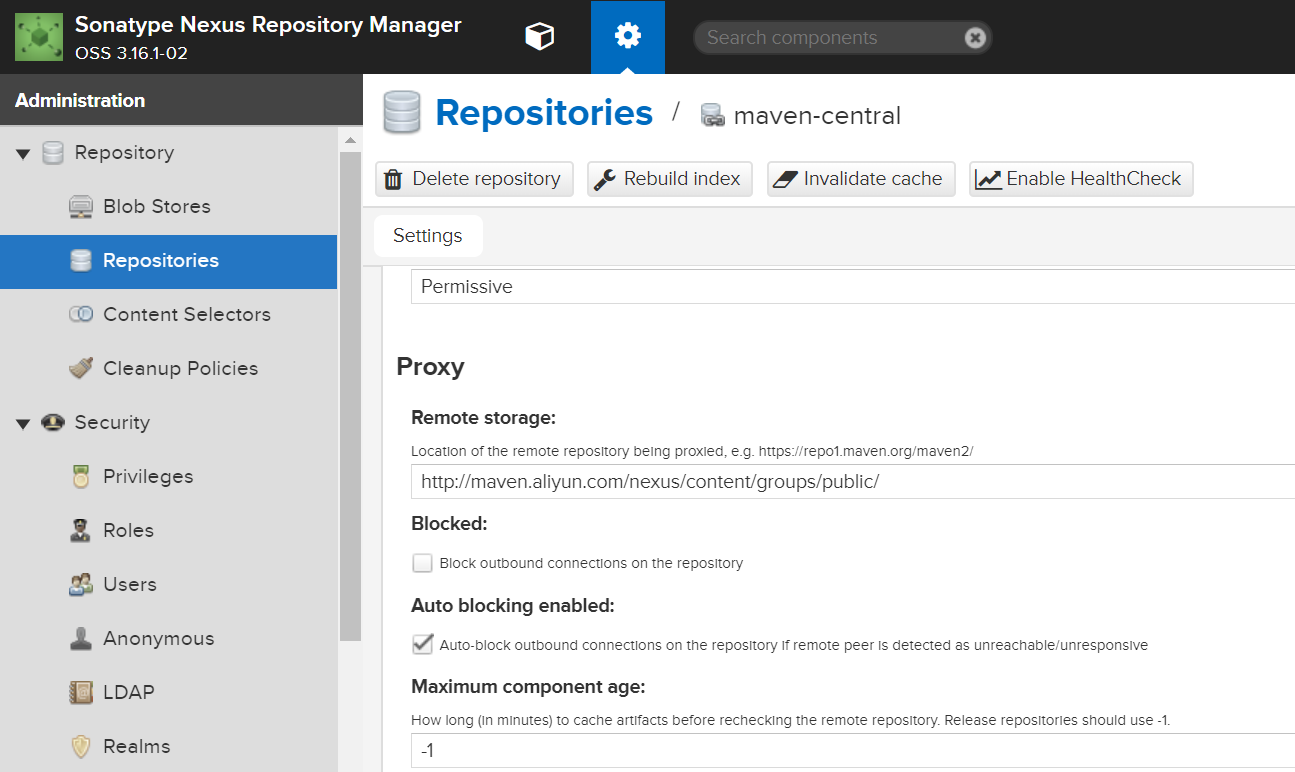 Sonatype Nexus Repository Manager
OSS 3.16.1-02
Search components
Administration
Repository
Blob Stores
Repositories
Content Selectors
Cleanup Policies
Security
Privileges
Roles
Users
Anonymous
LDAP
Realms
Repositories / maven-central
Delete repository Rebuild index Invalidate cache Enable HealthCheck
Settings
Permissive
Proxy
Remote storage:
Location of the remote repository being proxied, e.g. https://repo1.maven.org/maven2/
http://maven.aliyun.com/nexus/content/groups/public/
Blocked:
Block outbound connections on the repository
Auto blocking enabled:
Auto-block outbound connections on the repository if remote peer is detected as unreachable/unresponsive
Maximum component age:
How long (in minutes) to cache artifacts before rechecking the remote repository. Release repositories should use -1.
-1